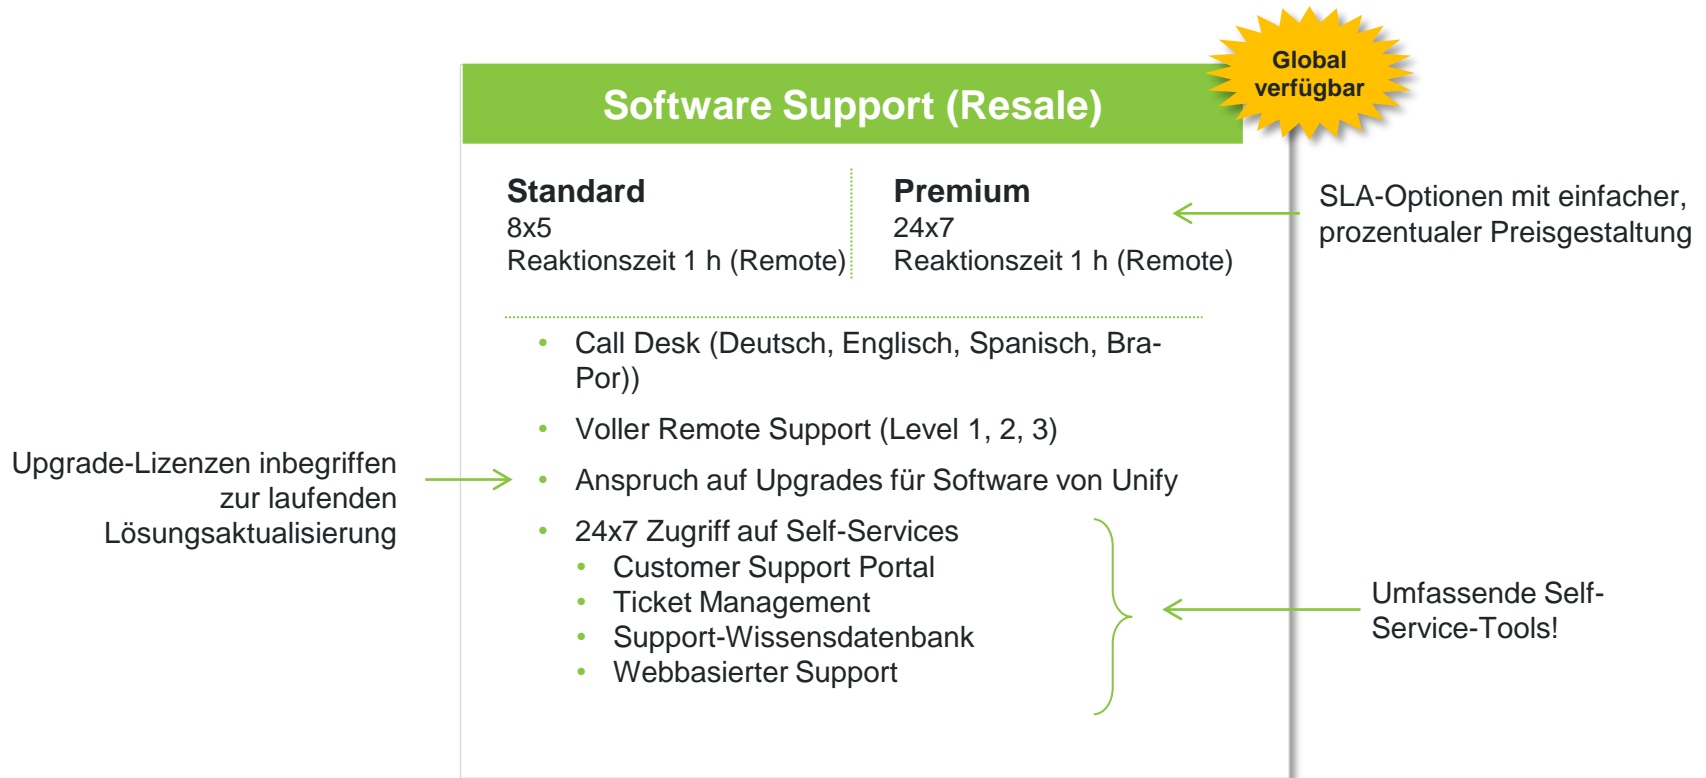 Global
verfügbar
Software Support (Resale)
Standard
8x5
Reaktionszeit 1 h (Remote)
Premium
24x7
Reaktionszeit 1 h (Remote)
SLA-Optionen mit einfacher,
prozentualer Preisgestaltung
• Call Desk (Deutsch, Englisch, Spanisch, Bra-
Por))
• Voller Remote Support (Level 1, 2, 3)
Upgrade-Lizenzen inbegriffen
zur laufenden
Lösungsaktualisierung
• Anspruch auf Upgrades für Software von Unify
• 24x7 Zugriff auf Self-Services
• Customer Support Portal
• Ticket Management
• Support-Wissensdatenbank
• Webbasierter Support
Umfassende Self-
Service-Tools!